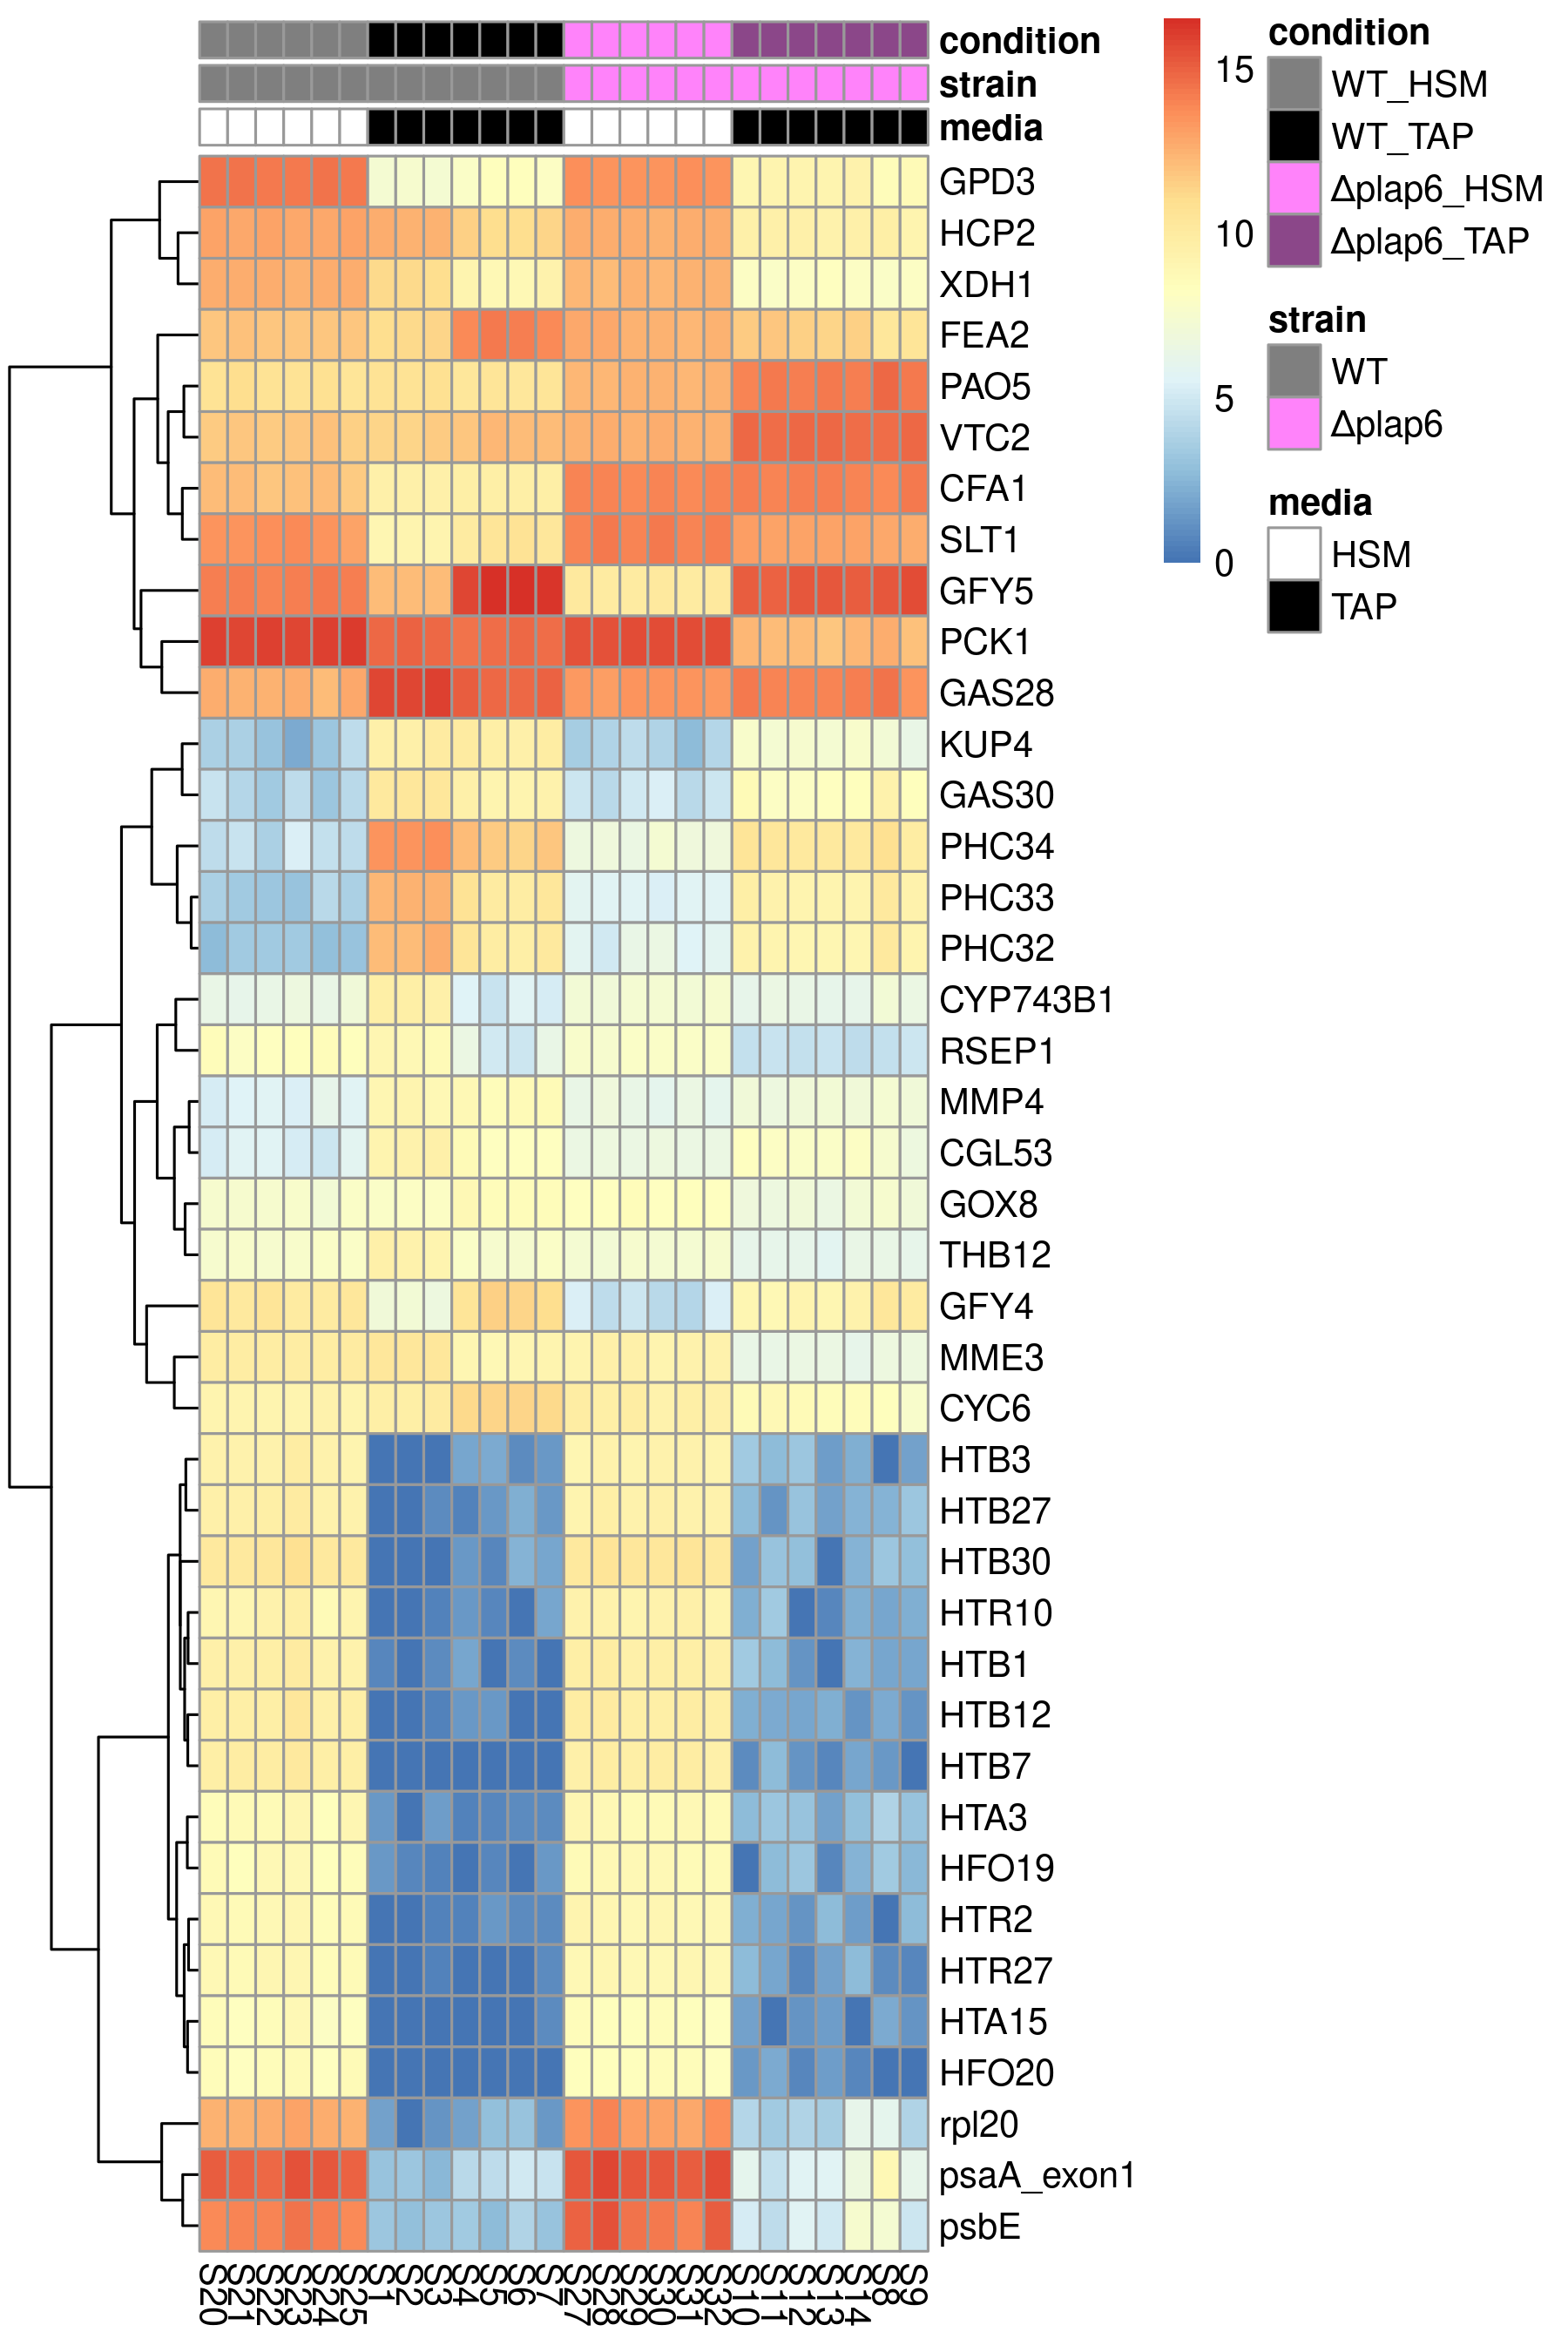 condition
strain
media
GPD3
HCP2
XDH1
FEA2
PAO5
VTC2
CFA1
SLT1
GFY5
PCK1
GAS28
KUP4
GAS30
PHC34
PHC33
PHC32
CYP743B1
RSEP1
MMP4
CGL53
GOX8
THB12
GFY4
MME3
CYC6
HTB3
HTB27
HTB30
HTR10
HTB1
HTB12
HTB7
HTA3
HFO19
HTR2
HTR27
HTA15
HFO20
rpl20
psaA_exon1
psbE
S20
S21
S22
S23
S24
S25
S1
S2
S3
S4
S5
S6
S7
S27
S28
S29
S30
S31
S32
S10
S11
S12
S13
S14
S8
S9
15
10
5
0
condition
WT_HSM
WT_TAP
Δplap6_HSM
Δplap6_TAP
strain
WT
Δplap6
media
HSM
TAP